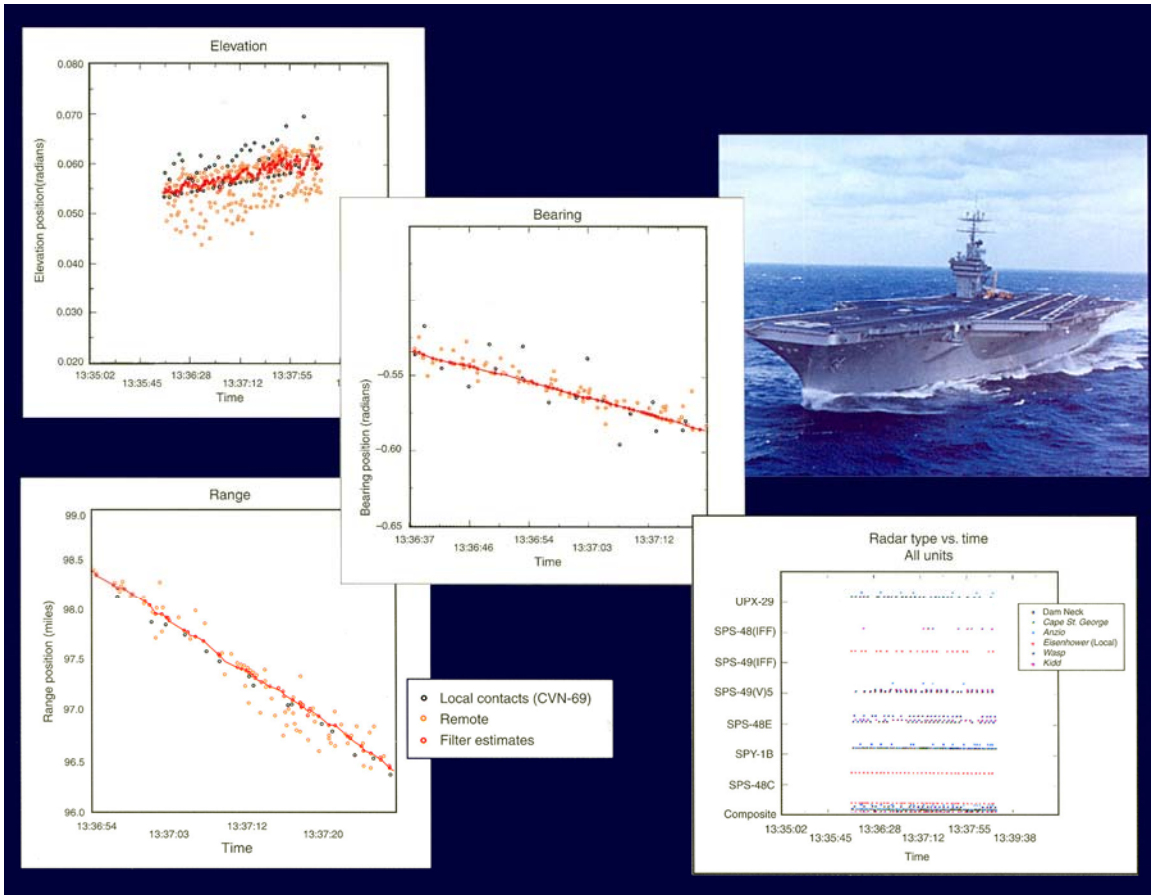 Elevation
0.080
0.070
0.060
0.050
0.040
0.030
0.020
Elevation position(radians)
13:35:02 13:36:28 13:37:55
13:35:45 13:37:12
Time
Bearing
−0.55
−0.60
−0.65
Bearing position (radians)
13:36:37 13:36:54 13:37:12
13:36:46 13:37:03
Time
Range
99.0
98.5
98.0
97.5
97.0
96.5
96.0
Range position (miles)
13:36:54 13:37:12
13:37:03 13:37:20
Time
Local contacts (CVN-69)
Remote
Filter estimates
Radar type vs. time
All units
UPX-29
SPS-48(IFF)
SPS-49(IFF)
SPS-49(V)5
SPS-48E
SPY-1B
SPS-48C
Composite
Dam Neck
Cape St. George
Anzio
Eisenhower (Local)
Wasp
Kidd
13:35:02 13:36:28 13:37:55 13:39:38
13:35:45 13:37:12
Time